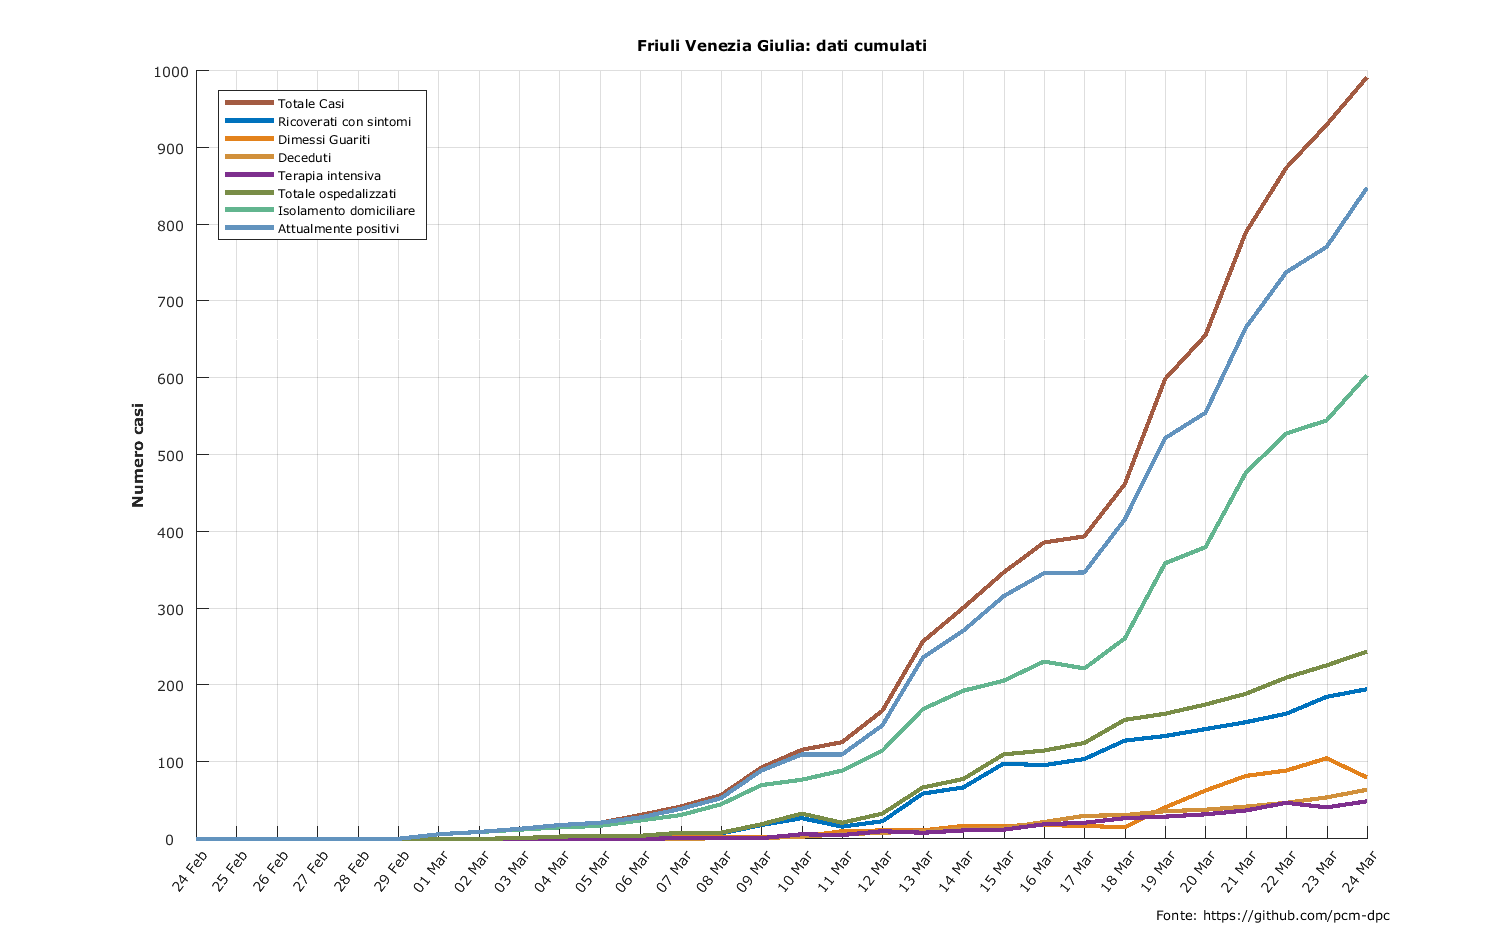 Friuli Venezia Giulia: dati cumulati
1000
900
800
700
600
500
400
300
200
100
0
Numero casi
Totale Casi
Ricoverati con sintomi
Dimessi Guariti
Deceduti
Terapia intensiva
Totale ospedalizzati
Isolamento domiciliare
Attualmente positivi
24 Feb
25 Feb
26 Feb
27 Feb
28 Feb
29 Feb
01 Mar
02 Mar
03 Mar
04 Mar
05 Mar
06 Mar
07 Mar
08 Mar
09 Mar
10 Mar
11 Mar
12 Mar
13 Mar
14 Mar
15 Mar
16 Mar
17 Mar
18 Mar
19 Mar
20 Mar
21 Mar
22 Mar
23 Mar
24 Mar
Fonte: https://github.com/pcm-dpc